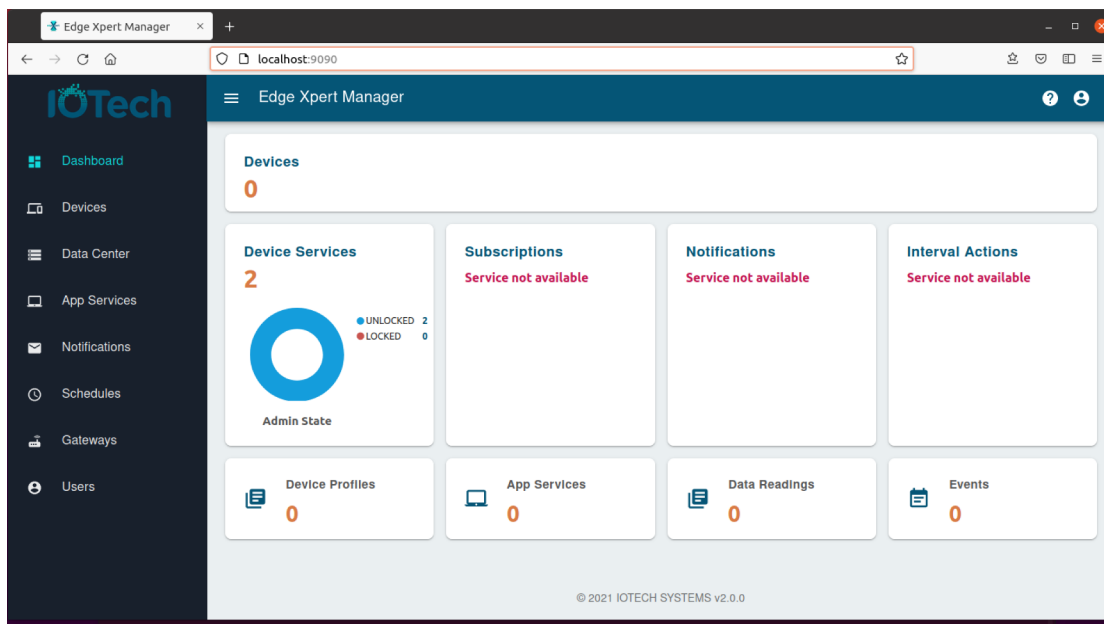 Edge Xpert Manager
localhost:9090
IOTech
Edge Xpert Manager
Dashboard
Devices
Data Center
App Services
Notifications
Schedules
Gateways
Users
Devices
0
Device Services
2
UNLOCKED 2
LOCKED 0
Admin State
Subscriptions
Service not available
Notifications
Service not available
Interval Actions
Service not available
Device Profiles
0
App Services
0
Data Readings
0
Events
0
© 2021 IOTECH SYSTEMS v2.0.0